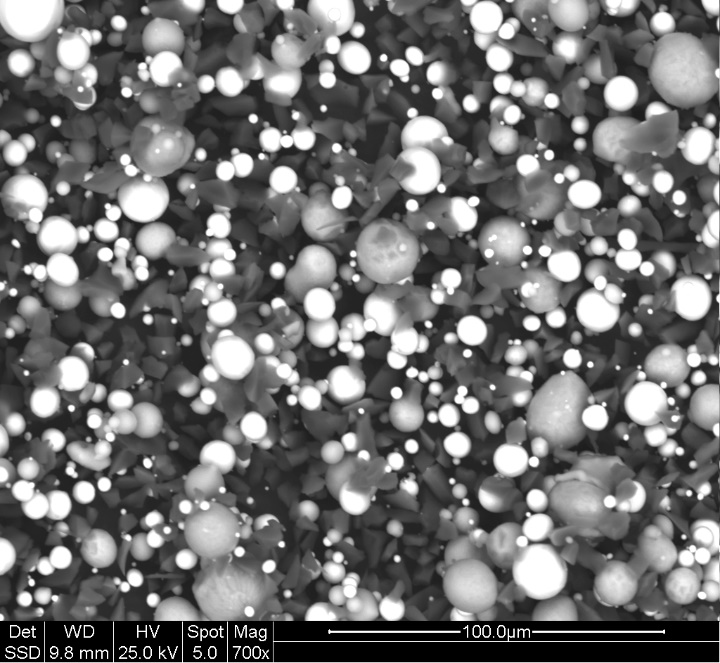 Det WD HV Spot Mag 100.0µm
SSD 9.8 mm 25.0 kV 5.0 700x